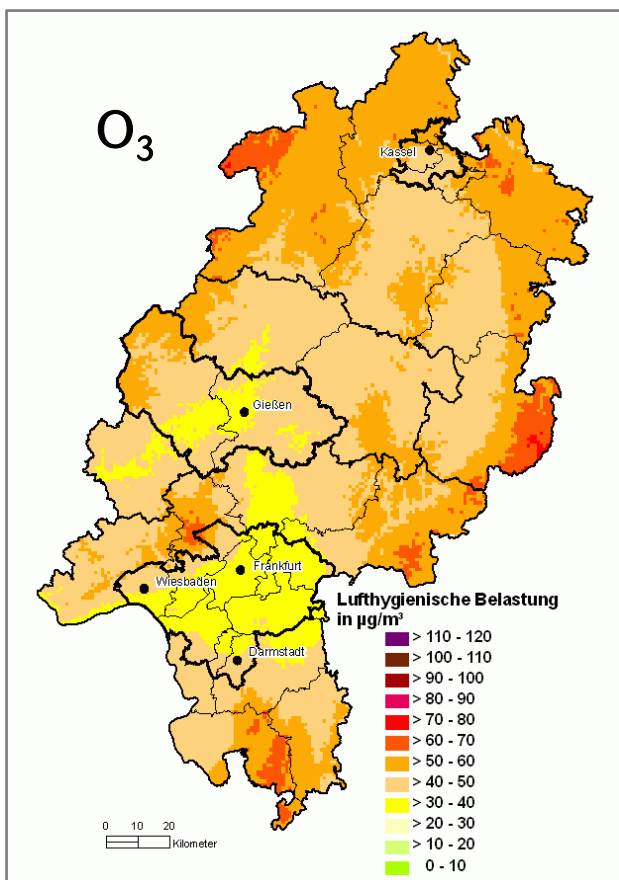 O₃
Kassel
Gießen
Frankfurt
Wiesbaden
Darmstadt
Lufthygienische Belastung
in µg/m³
> 110 - 120
> 100 - 110
> 90 - 100
> 80 - 90
> 70 - 80
> 60 - 70
> 50 - 60
> 40 - 50
> 30 - 40
> 20 - 30
> 10 - 20
0 - 10
0 10 20
Kilometer